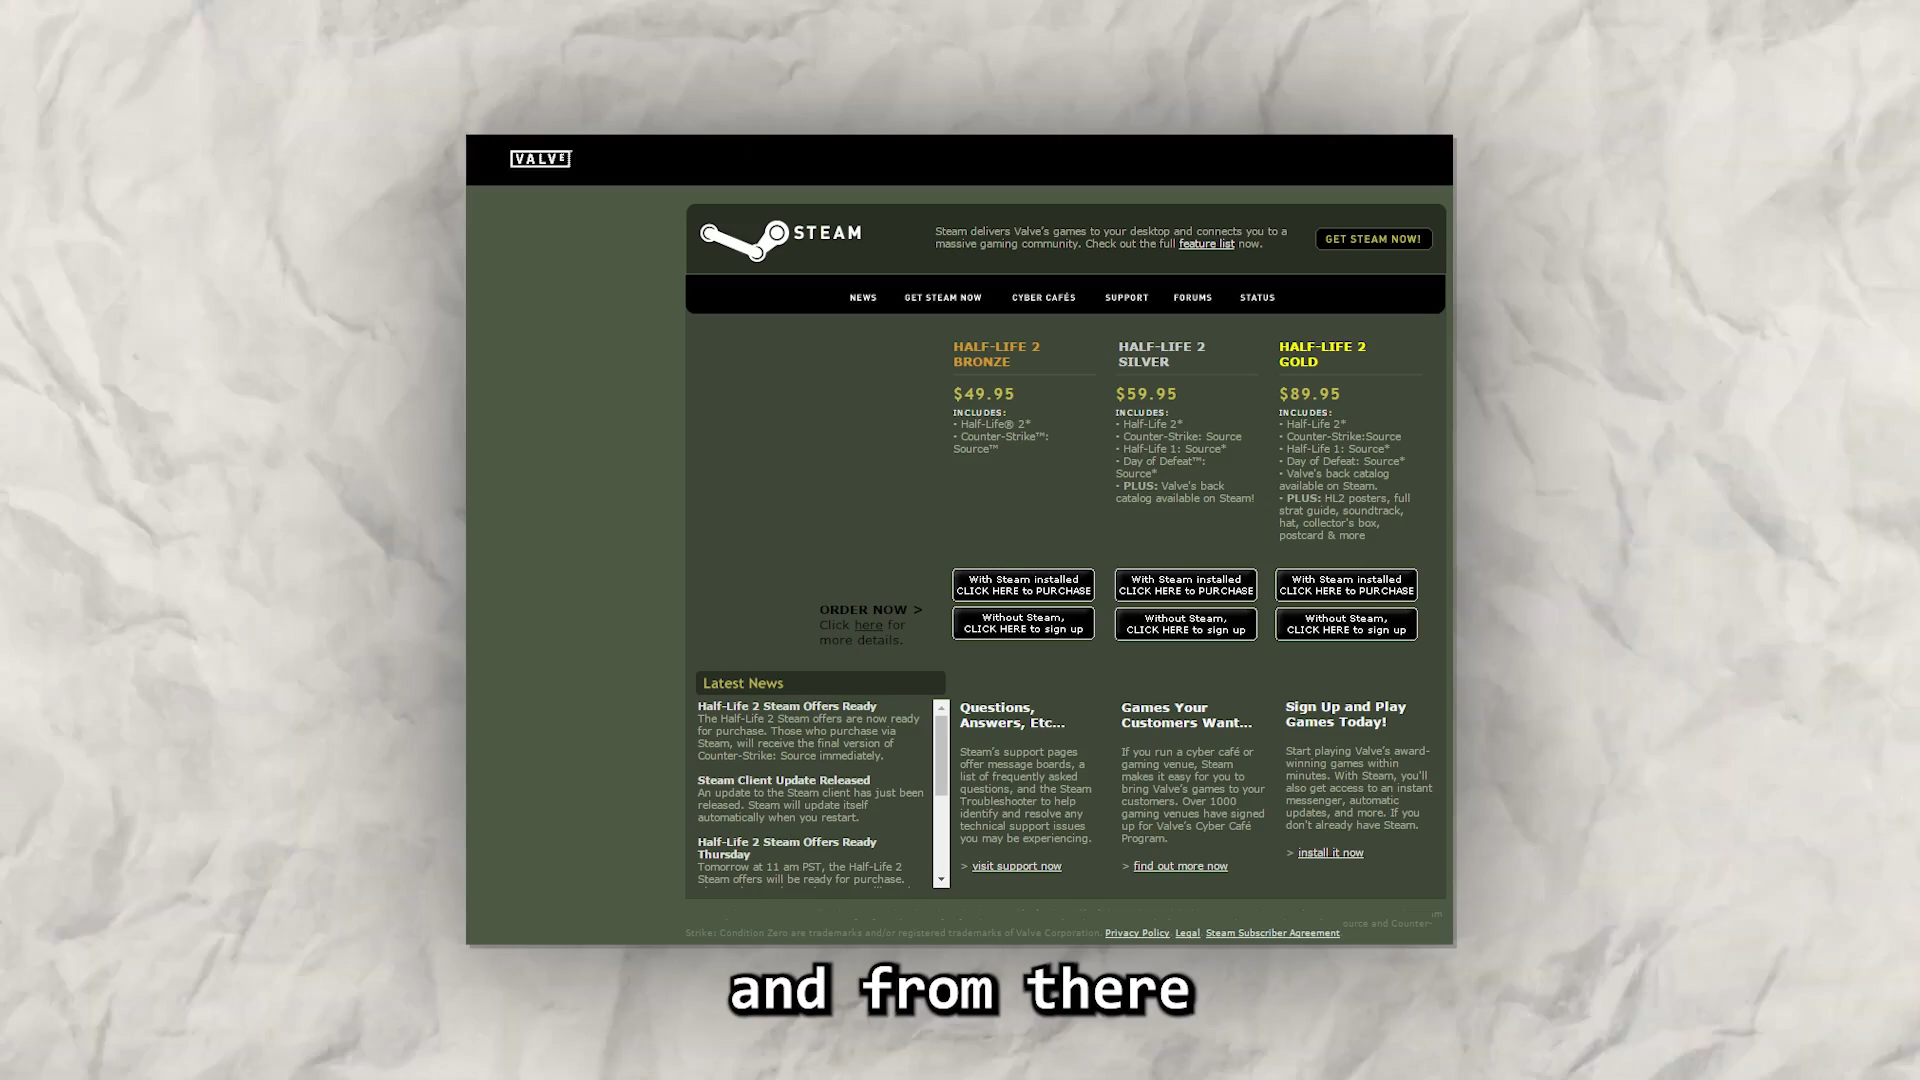 VALVE
STEAM
Steam delivers Valve's games to your desktop and connects you to a
massive gaming community. Check out the full feature list now.
GET STEAM NOW!
NEWS GET STEAM NOW CYBER CAFÉS SUPPORT FORUMS STATUS
HALF-LIFE 2
BRONZE
$49.95
INCLUDES:
• Half-Life® 2*
• Counter-Strike™:
Source™
HALF-LIFE 2
SILVER
$59.95
INCLUDES:
• Half-Life 2*
• Counter-Strike: Source
• Half-Life 1: Source*
• Day of Defeat™:
Source*
• PLUS: Valve's back
catalog available on Steam!
HALF-LIFE 2
GOLD
$89.95
INCLUDES:
• Half-Life 2*
• Counter-Strike:Source
• Half-Life 1: Source*
• Day of Defeat: Source*
• Valve's back catalog
available on Steam.
• PLUS: HL2 posters, full
strat guide, soundtrack,
hat, collector's box,
postcard & more
ORDER NOW >
Click here for
more details.
With Steam installed
CLICK HERE to PURCHASE
Without Steam,
CLICK HERE to sign up
With Steam installed
CLICK HERE to PURCHASE
Without Steam,
CLICK HERE to sign up
With Steam installed
CLICK HERE to PURCHASE
Without Steam,
CLICK HERE to sign up
Latest News
Half-Life 2 Steam Offers Ready
The Half-Life 2 Steam offers are now ready
for purchase. Those who purchase via
Steam, will receive the final version of
Counter-Strike: Source immediately.
Steam Client Update Released
An update to the Steam client has just been
released. Steam will update itself
automatically when you restart.
Half-Life 2 Steam Offers Ready
Thursday
Tomorrow at 11 am PST, the Half-Life 2
Steam offers will be ready for purchase.
Questions,
Answers, Etc...
Steam's support pages
offer message boards, a
list of frequently asked
questions, and the Steam
Troubleshooter to help
identify and resolve any
technical support issues
you may be experiencing.
> visit support now
Games Your
Customers Want...
If you run a cyber café or
gaming venue, Steam
makes it easy for you to
bring Valve's games to your
customers. Over 1000
gaming venues have signed
up for Valve's Cyber Café
Program.
> find out more now
Sign Up and Play
Games Today!
Start playing Valve's award-
winning games within
minutes. With Steam, you'll
also get access to an instant
messenger, automatic
updates, and more. If you
don't already have Steam.
> install it now
ource and Counter-
Strike: Condition Zero are trademarks and/or registered trademarks of Valve Corporation. Privacy Policy. Legal. Steam Subscriber Agreement
and from there